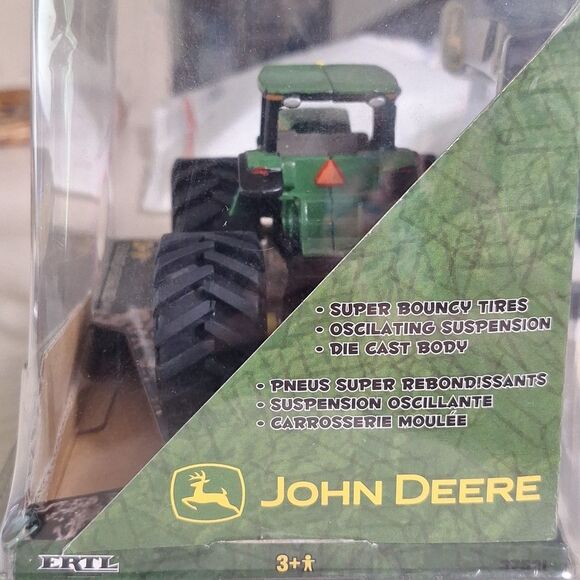 • SUPER BOUNCY TIRES
• OSCILATING SUSPENSION
• DIE CAST BODY
• PNEUS SUPER REBONDISSANTS
• SUSPENSION OSCILLANTE
• CARROSSERIE MOULÉE
JOHN DEERE
ERTL
3+